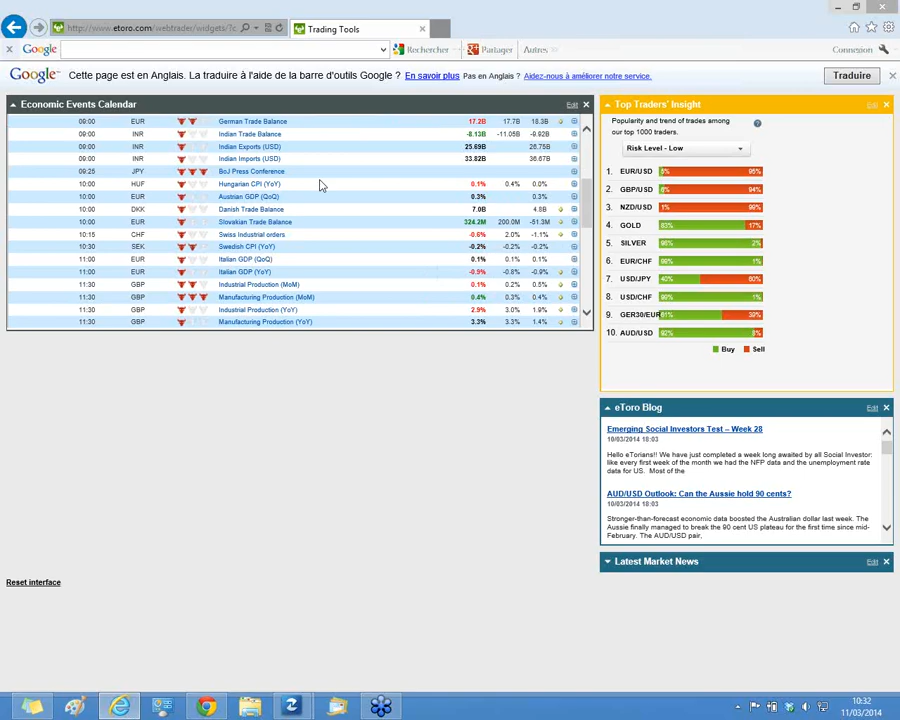 http://www.etoro.com/webtrader/widgets/?c
Trading Tools
Google
Rechercher
Partager
Autres
Connexion
Google
Cette page est en Anglais. La traduire à l'aide de la barre d'outils Google ? En savoir plus Pas en Anglais ? Aidez-nous à améliorer notre service.
Traduire
Economic Events Calendar Edit
09:00 EUR German Trade Balance 17.2B 17.7B 18.3B
09:00 INR Indian Trade Balance -8.13B -11.05B -9.92B
09:00 INR Indian Exports (USD) 25.69B 26.75B
09:00 INR Indian Imports (USD) 33.82B 36.67B
09:25 JPY BoJ Press Conference
10:00 HUF Hungarian CPI (YoY) 0.1% 0.4% 0.0%
10:00 EUR Austrian GDP (QoQ) 0.3% 0.3%
10:00 DKK Danish Trade Balance 7.0B 4.8B
10:00 EUR Slovakian Trade Balance 324.2M 200.0M -51.3M
10:15 CHF Swiss Industrial orders -0.6% 2.0% -1.1%
10:30 SEK Swedish CPI (YoY) -0.2% -0.2% -0.2%
11:00 EUR Italian GDP (QoQ) 0.1% 0.1% 0.1%
11:00 EUR Italian GDP (YoY) -0.9% -0.8% -0.9%
11:30 GBP Industrial Production (MoM) 0.1% 0.2% 0.5%
11:30 GBP Manufacturing Production (MoM) 0.4% 0.3% 0.4%
11:30 GBP Industrial Production (YoY) 2.9% 3.0% 1.9%
11:30 GBP Manufacturing Production (YoY) 3.3% 3.3% 1.4%
Reset interface
Top Traders' Insight Edit
Popularity and trend of trades among
our top 1000 traders.
Risk Level - Low
1. EUR/USD 95%
2. GBP/USD 6% 94%
3. NZD/USD 1% 99%
4. GOLD 83% 17%
5. SILVER 98% 2%
6. EUR/CHF 99% 1%
7. USD/JPY 40% 60%
8. USD/CHF 99% 1%
9. GER30/EUR 61% 39%
10. AUD/USD 92% 8%
Buy Sell
eToro Blog Edit
Emerging Social Investors Test – Week 28
10/03/2014 18:03
Hello eTorians!! We have just completed a week long awaited by all Social Investor:
like every first week of the month we had the NFP data and the unemployment rate
data for US. Most of the
AUD/USD Outlook: Can the Aussie hold 90 cents?
10/03/2014 18:03
Stronger-than-forecast economic data boosted the Australian dollar last week. The
Aussie finally managed to break the 90 cent US plateau for the first time since mid-
February. The AUD/USD pair,
Latest Market News Edit
10:32
11/03/2014